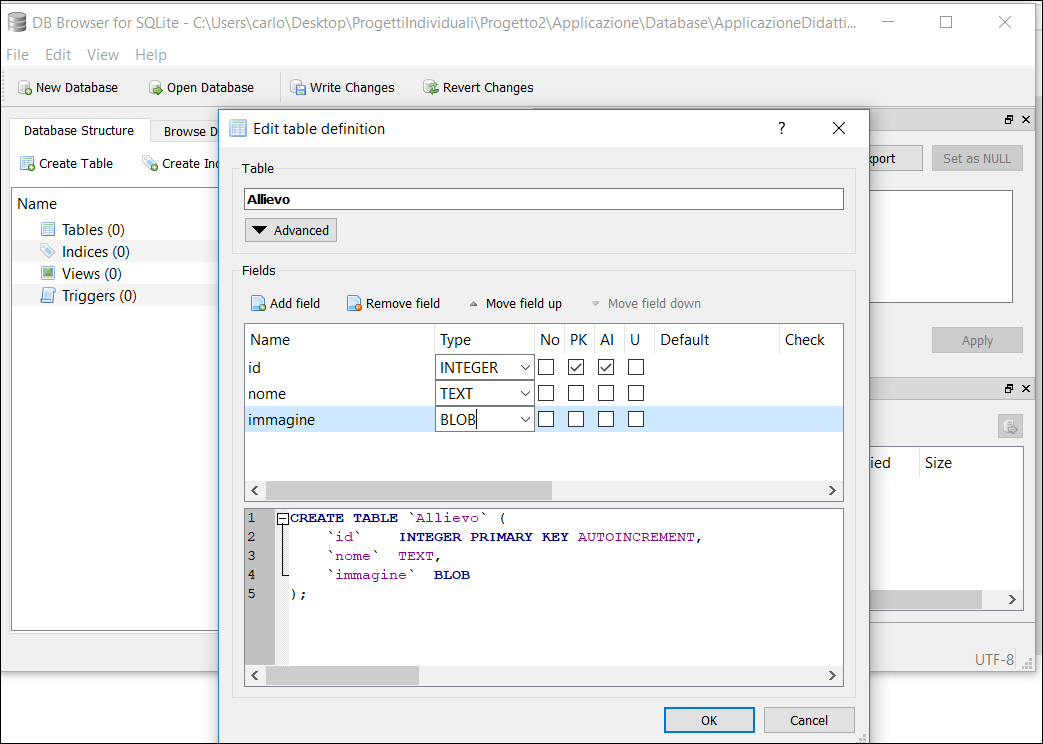 DB Browser for SQLite - C:\Users\carlo\Desktop\ProgettiIndividuali\Progetto2\Applicazione\Database\ApplicazioneDidatti...
File Edit View Help
New Database Open Database Write Changes Revert Changes
Database Structure Browse D
Create Table Create Ind
Name
Tables (0)
Indices (0)
Views (0)
Triggers (0)
Edit table definition ?
Table
Allievo
Advanced
Fields
Add field Remove field Move field up Move field down
Name Type No PK AI U Default Check
id INTEGER
nome TEXT
immagine BLOB
1 CREATE TABLE `Allievo` (
2 `id` INTEGER PRIMARY KEY AUTOINCREMENT,
3 `nome` TEXT,
4 `immagine` BLOB
5 );
OK Cancel
xport Set as NULL
Apply
ied Size
UTF-8